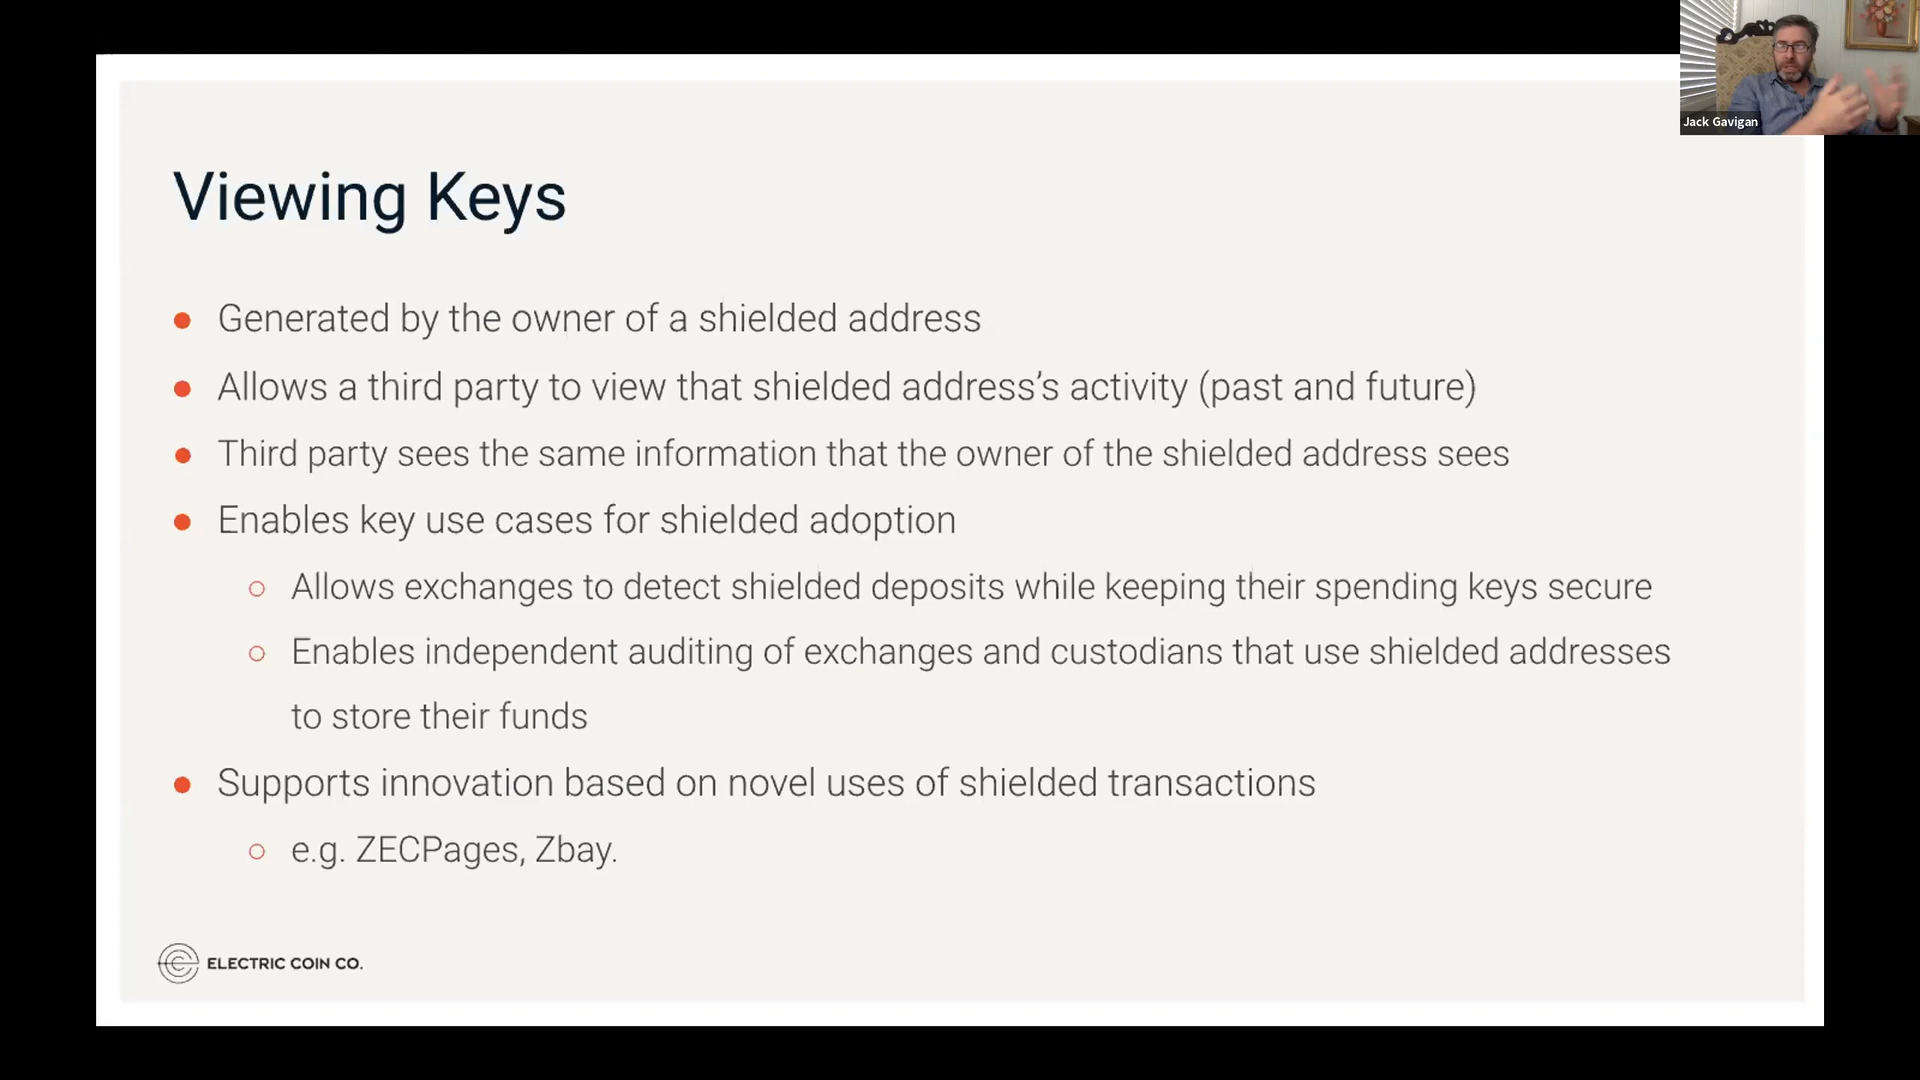 Jack Gavigan
Viewing Keys
● Generated by the owner of a shielded address
● Allows a third party to view that shielded address’s activity (past and future)
● Third party sees the same information that the owner of the shielded address sees
● Enables key use cases for shielded adoption
○ Allows exchanges to detect shielded deposits while keeping their spending keys secure
○ Enables independent auditing of exchanges and custodians that use shielded addresses
to store their funds
● Supports innovation based on novel uses of shielded transactions
○ e.g. ZECPages, Zbay.
ELECTRIC COIN CO.